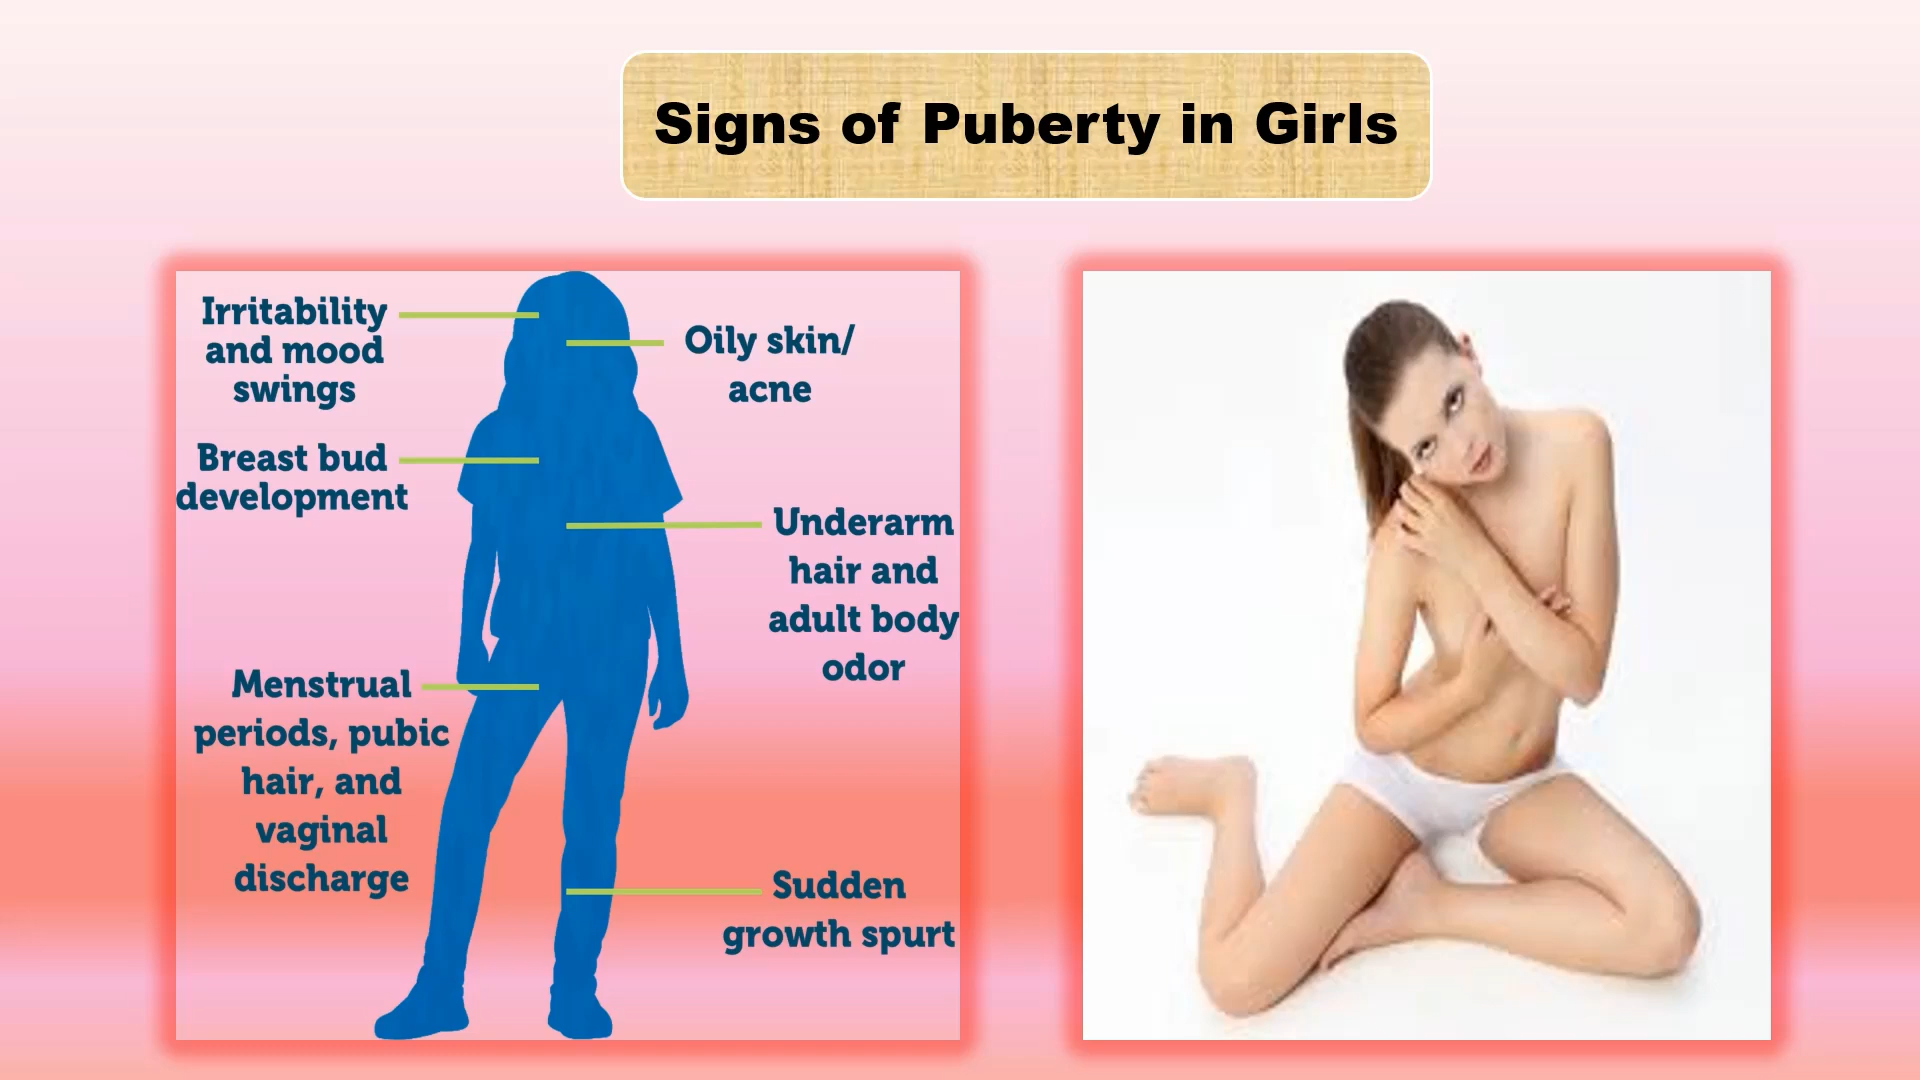 Signs of Puberty in Girls
Irritability
and mood
swings
Oily skin/
acne
Breast bud
development
Underarm
hair and
adult body
odor
Menstrual
periods, pubic
hair, and
vaginal
discharge
Sudden
growth spurt